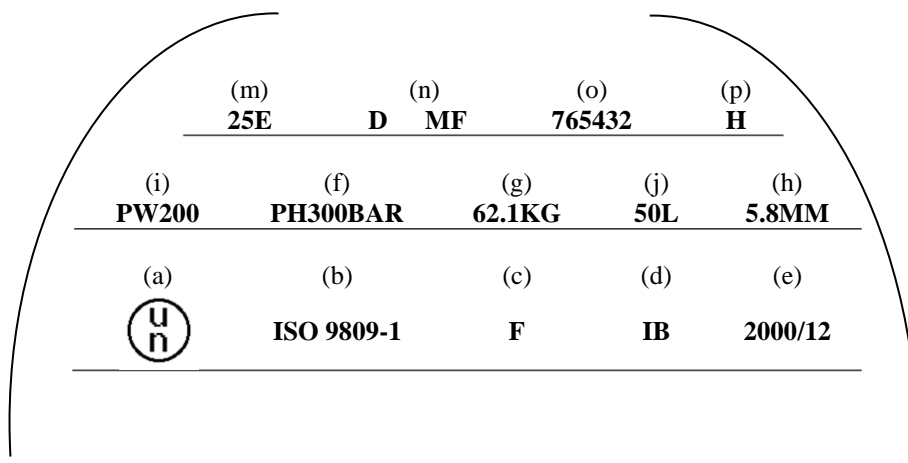 (m) (n) (o) (p)
25E D MF 765432 H
(i) (f) (g) (j) (h)
PW200 PH300BAR 62.1KG 50L 5.8MM
(a) (b) (c) (d) (e)
u
n ISO 9809-1 F IB 2000/12